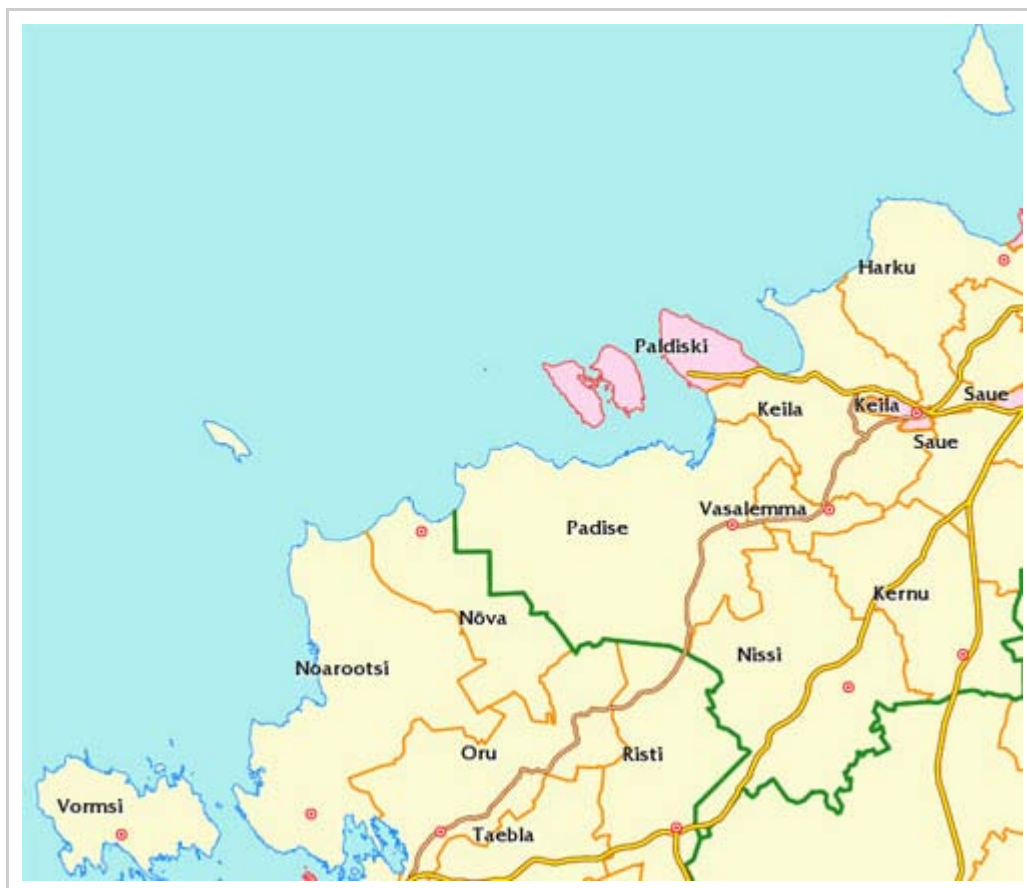 Harku
Paldiski
Keila
Keila
Saue
Saue
Vasalemma
Padise
Kernu
Nõva
Nissi
Noarootsi
Oru
Risti
Vormsi
Taebla